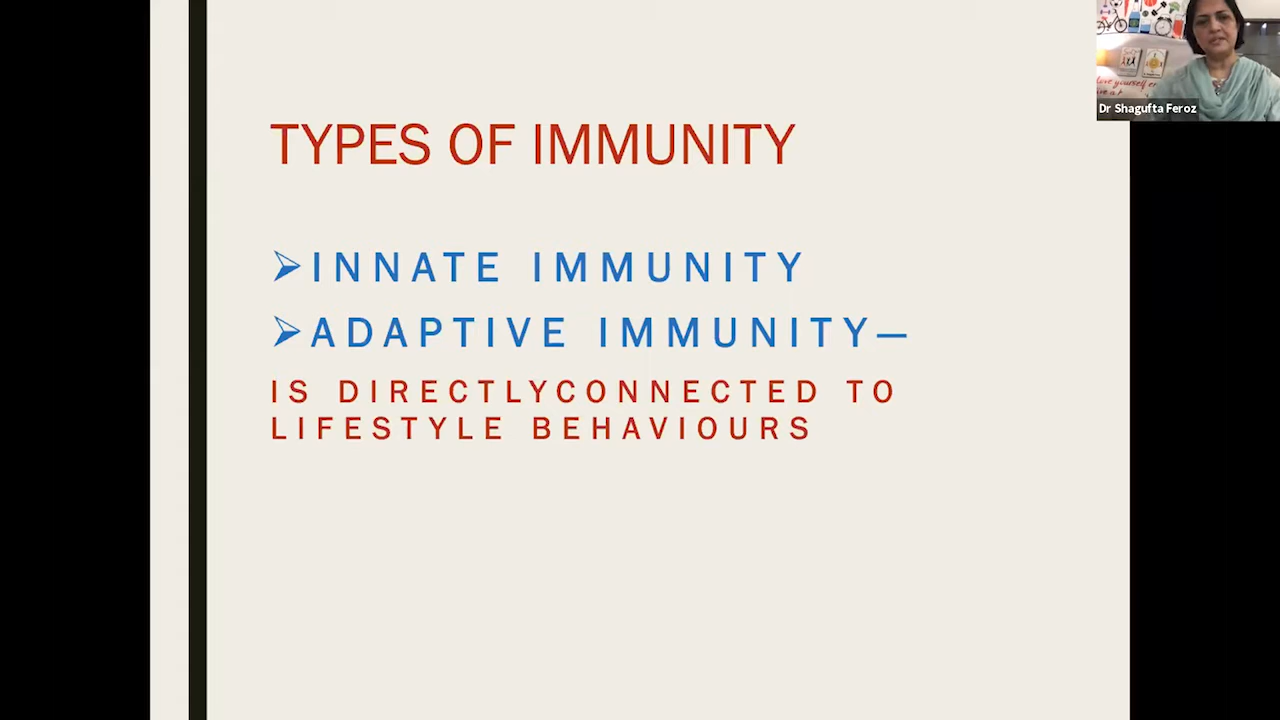 TYPES OF IMMUNITY
➢INNATE IMMUNITY
➢ADAPTIVE IMMUNITY—
IS DIRECTLYCONNECTED TO
LIFESTYLE BEHAVIOURS
Dr Shagufta Feroz